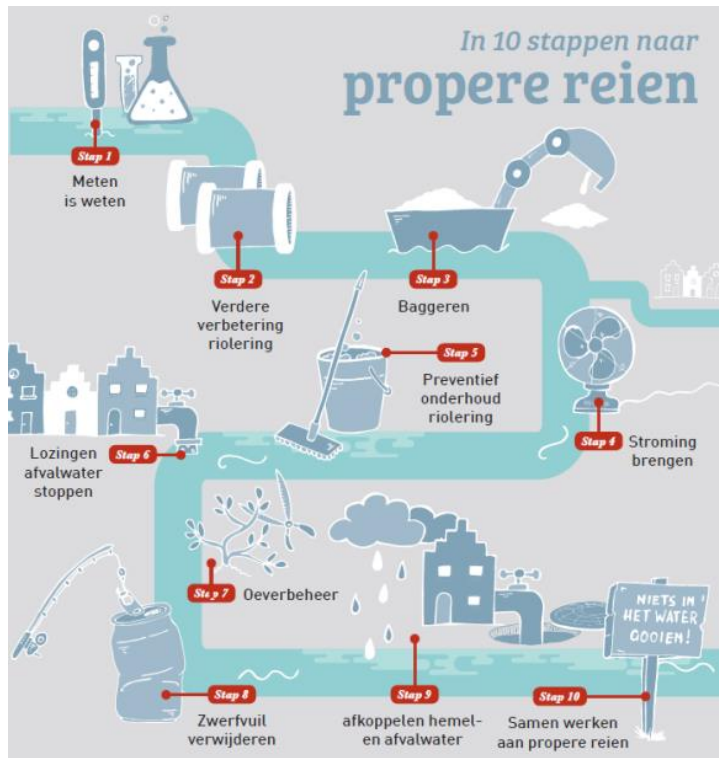 In 10 stappen naar
propere reien
Stap 1
Meten
is weten
Stap 2
Verdere
verbetering
riolering
Stap 3
Baggeren
Stap 4
Stroming
brengen
Stap 5
Preventief
onderhoud
riolering
Stap 6
Lozingen
afvalwater
stoppen
Stap 7
Oeverbeheer
Stap 8
Zwerfvuil
verwijderen
Stap 9
afkoppelen hemel-
en afvalwater
Stap 10
Samen werken
aan propere reien
NIETS IN
HET WATER
GOOIEN!